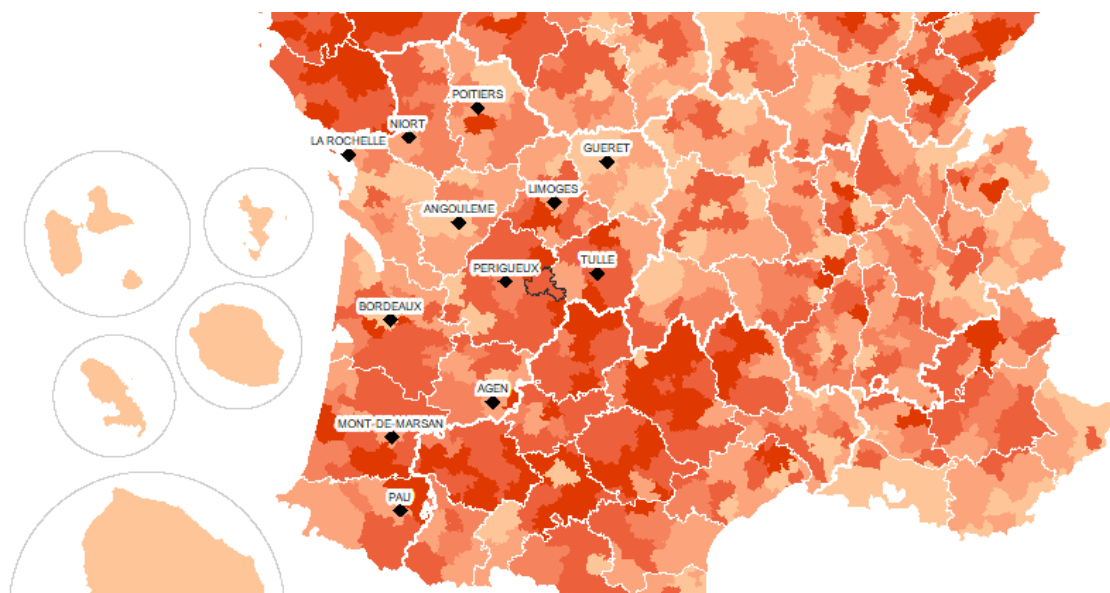 POITIERS
NIORT
LA ROCHELLE
GUERET
LIMOGES
ANGOULEME
PERIGUEUX
TULLE
BORDEAUX
AGEN
MONT-DE-MARSAN
PAU